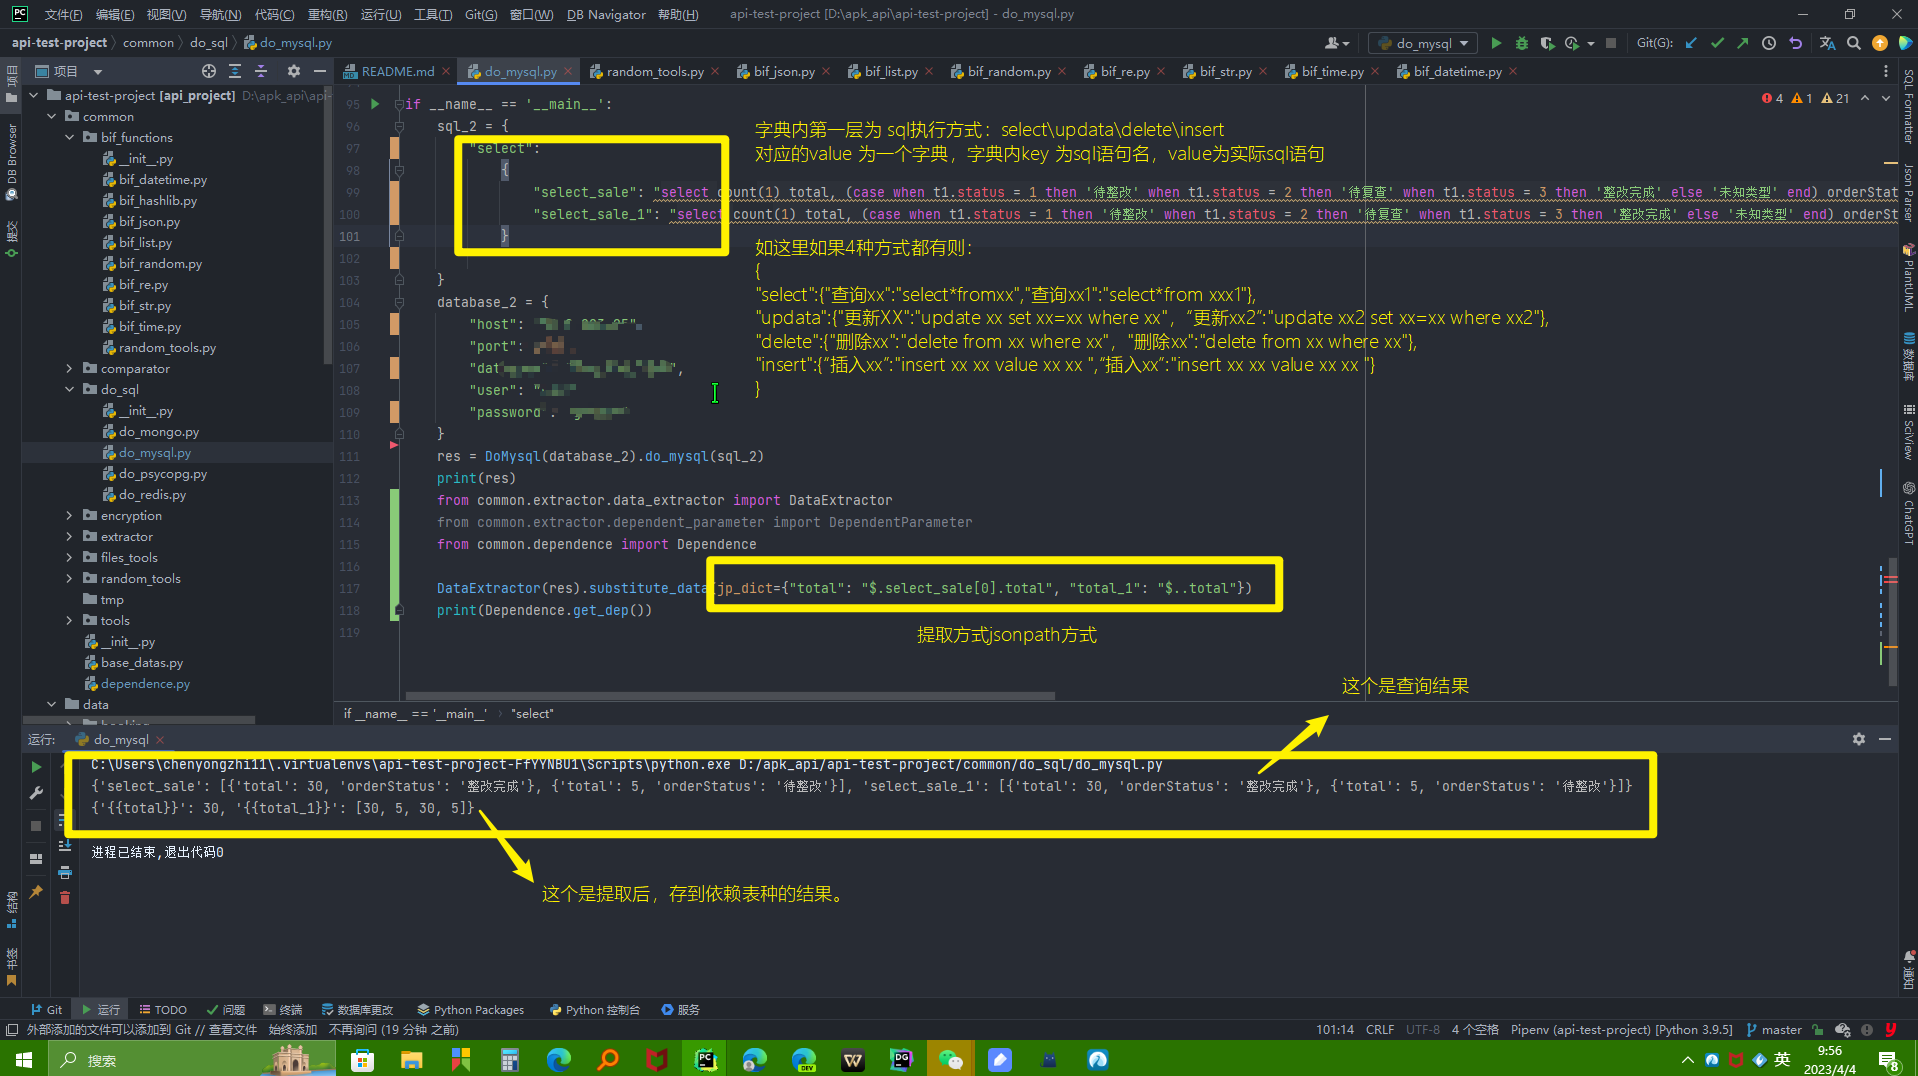 文件(F) 编辑(E) 视图(V) 导航(N) 代码(C) 重构(R) 运行(U) 工具(T) Git(G) 窗口(W) DB Navigator 帮助(H) api-test-project [D:\apk_api\api-test-project] - do_mysql.py
api-test-project common do_sql do_mysql.py do_mysql Git(G):
项目 README.md do_mysql.py random_tools.py bif_json.py bif_list.py bif_random.py bif_re.py bif_str.py bif_time.py bif_datetime.py
api-test-project [api_project] D:\apk_api\api-
common
bif_functions
__init__.py
bif_datetime.py
bif_hashlib.py
bif_json.py
bif_list.py
bif_random.py
bif_re.py
bif_str.py
bif_time.py
random_tools.py
comparator
do_sql
__init__.py
do_mongo.py
do_mysql.py
do_psycopg.py
do_redis.py
encryption
extractor
files_tools
random_tools
tmp
tools
__init__.py
base_datas.py
dependence.py
data
项目
DB Browser
提交
结构
书签
4 1 21
95 if __name__ == '__main__':
96 sql_2 = {
97 "select":
98 {
99 "select_sale": "select count(1) total, (case when t1.status = 1 then '待整改' when t1.status = 2 then '待复查' when t1.status = 3 then '整改完成' else '未知类型' end) orderStat
100 "select_sale_1": "select count(1) total, (case when t1.status = 1 then '待整改' when t1.status = 2 then '待复查' when t1.status = 3 then '整改完成' else '未知类型' end) orderSt
101 }
102
103 }
104 database_2 = {
105 "host":
106 "port":
107 "dat
108 "user": "
109 "password
110 }
111 res = DoMysql(database_2).do_mysql(sql_2)
112 print(res)
113 from common.extractor.data_extractor import DataExtractor
114 from common.extractor.dependent_parameter import DependentParameter
115 from common.dependence import Dependence
116
117 DataExtractor(res).substitute_data(jp_dict={"total": "$.select_sale[0].total", "total_1": "$..total"})
118 print(Dependence.get_dep())
119
字典内第一层为 sql执行方式：select\updata\delete\insert
对应的value 为一个字典，字典内key 为sql语句名，value为实际sql语句
如这里如果4种方式都有则：
{
"select":{"查询xx":"select*fromxx","查询xx1":"select*from xxx1"},
"updata":{"更新XX":"update xx set xx=xx where xx"，"更新xx2":"update xx2 set xx=xx where xx2"},
"delete":{"删除xx":"delete from xx where xx"，"删除xx":"delete from xx where xx"},
"insert":{"插入xx":"insert xx xx value xx xx ","插入xx":"insert xx xx value xx xx "}
}
提取方式jsonpath方式
这个是查询结果
if __name__ == '__main__' "select"
SQL Formatter
Json Parser
PlantUML
数据库
SciView
ChatGPT
通知
运行: do_mysql
C:\Users\chenyongzhi11\.virtualenvs\api-test-project-FfYYNBU1\Scripts\python.exe D:/apk_api/api-test-project/common/do_sql/do_mysql.py
{'select_sale': [{'total': 30, 'orderStatus': '整改完成'}, {'total': 5, 'orderStatus': '待整改'}], 'select_sale_1': [{'total': 30, 'orderStatus': '整改完成'}, {'total': 5, 'orderStatus': '待整改'}]}
{'{{total}}': 30, '{{total_1}}': [30, 5, 30, 5]}
进程已结束,退出代码0
这个是提取后，存到依赖表种的结果。
Git 运行 TODO 问题 终端 数据库更改 Python Packages Python 控制台 服务
外部添加的文件可以添加到 Git // 查看文件 始终添加 不再询问 (19 分钟 之前) 101:14 CRLF UTF-8 4 个空格 Pipenv (api-test-project) [Python 3.9.5] master
搜索 英 9:56
2023/4/4 8